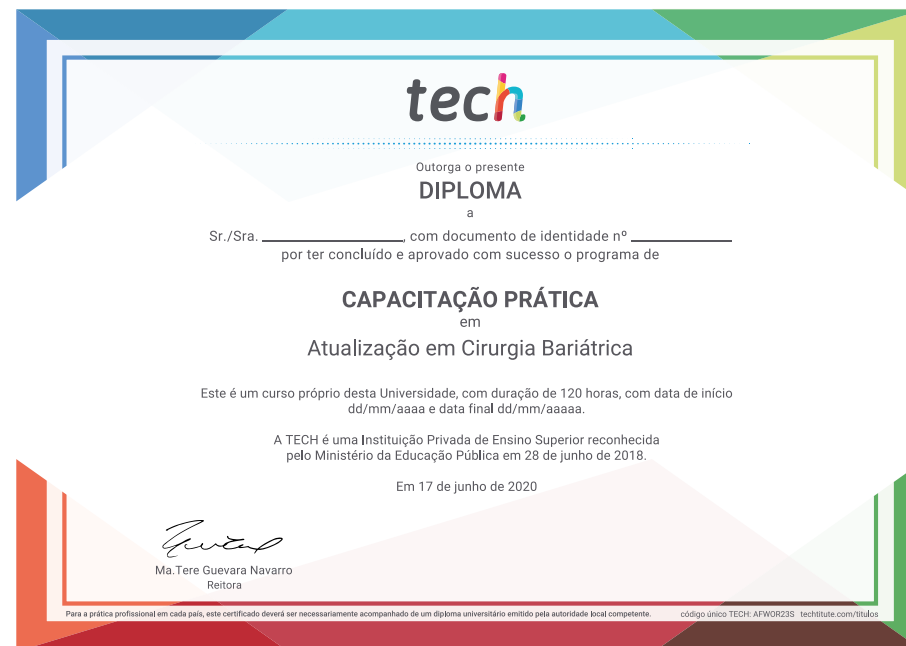 tech
Outorga o presente
DIPLOMA
a
Sr./Sra. ____________________, com documento de identidade nº ______________
por ter concluído e aprovado com sucesso o programa de
CAPACITAÇÃO PRÁTICA
em
Atualização em Cirurgia Bariátrica
Este é um curso próprio desta Universidade, com duração de 120 horas, com data de início
dd/mm/aaaa e data final dd/mm/aaaaa.
A TECH é uma Instituição Privada de Ensino Superior reconhecida
pelo Ministério da Educação Pública em 28 de junho de 2018.
Em 17 de junho de 2020
Ma.Tere Guevara Navarro
Reitora
Para a prática profissional em cada país, este certificado deverá ser necessariamente acompanhado de um diploma universitário emitido pela autoridade local competente. código único TECH: AFWOR23S techtitute.com/titulos